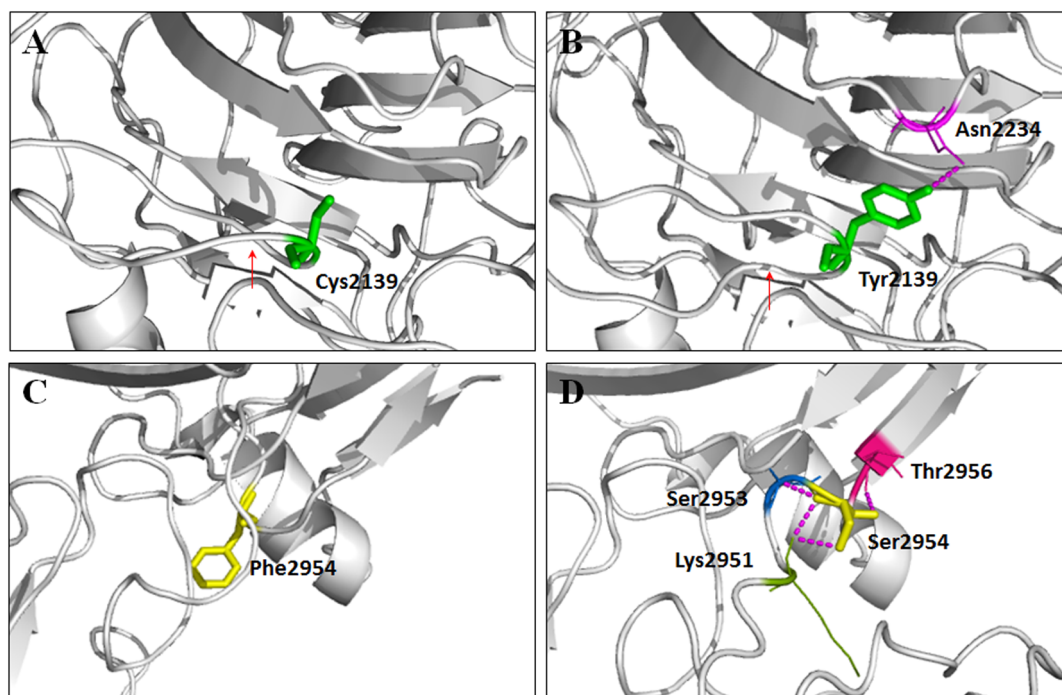 A
Cys2139
B
Asn2234
Tyr2139
C
Phe2954
D
Thr2956
Ser2953
Ser2954
Lys2951